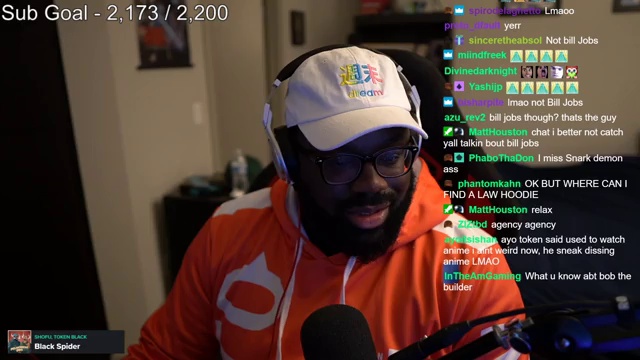 Sub Goal - 2,173 / 2,200
Lmaoo
yerr
sinceretheabsol Not bill Jobs
miindfreek
Divinedarknight
Yashijp
lmao not Bill Jobs
azu_rev2 bill jobs though? thats the guy
MattHouston chat i better not catch
yall talkin bout bill jobs
PhaboThaDon I miss Snark demon
ass
phantomkahn OK BUT WHERE CAN I
FIND A LAW HOODIE
MattHouston relax
agency agency
ayo token said used to watch
anime i aint weird now, he sneak dissing
anime LMAO
InTheAmGaming What u know abt bob the
builder
SHOFU, TOKEN BLACK
Black Spider